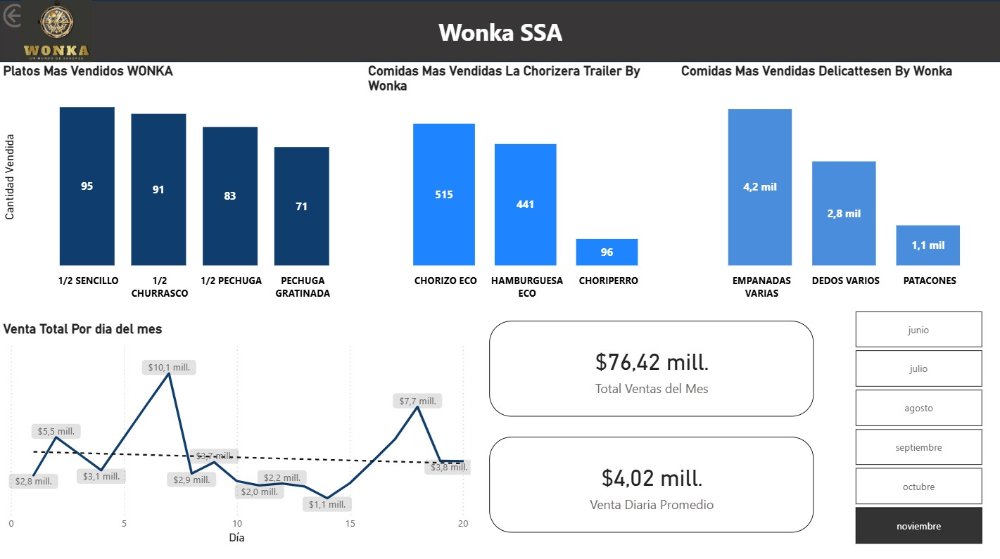 WONKA
UN MUNDO DE SABORES
Wonka SSA
Platos Mas Vendidos WONKA
Cantidad Vendida
95
91
83
71
1/2 SENCILLO
1/2
CHURRASCO
1/2 PECHUGA
PECHUGA
GRATINADA
Comidas Mas Vendidas La Chorizera Trailer By
Wonka
515
441
96
CHORIZO ECO
HAMBURGUESA
ECO
CHORIPERRO
Comidas Mas Vendidas Delicattesen By Wonka
4,2 mil
2,8 mil
1,1 mil
EMPANADAS
VARIAS
DEDOS VARIOS
PATACONES
Venta Total Por dia del mes
$2,8 mill.
$5,5 mill.
$3,1 mill.
$10,1 mill.
$2,9 mill.
$3,7 mill.
$2,0 mill.
$2,2 mill.
$1,1 mill.
$7,7 mill.
$3,8 mill.
0
5
10
15
20
Día
$76,42 mill.
Total Ventas del Mes
$4,02 mill.
Venta Diaria Promedio
junio
julio
agosto
septiembre
octubre
noviembre